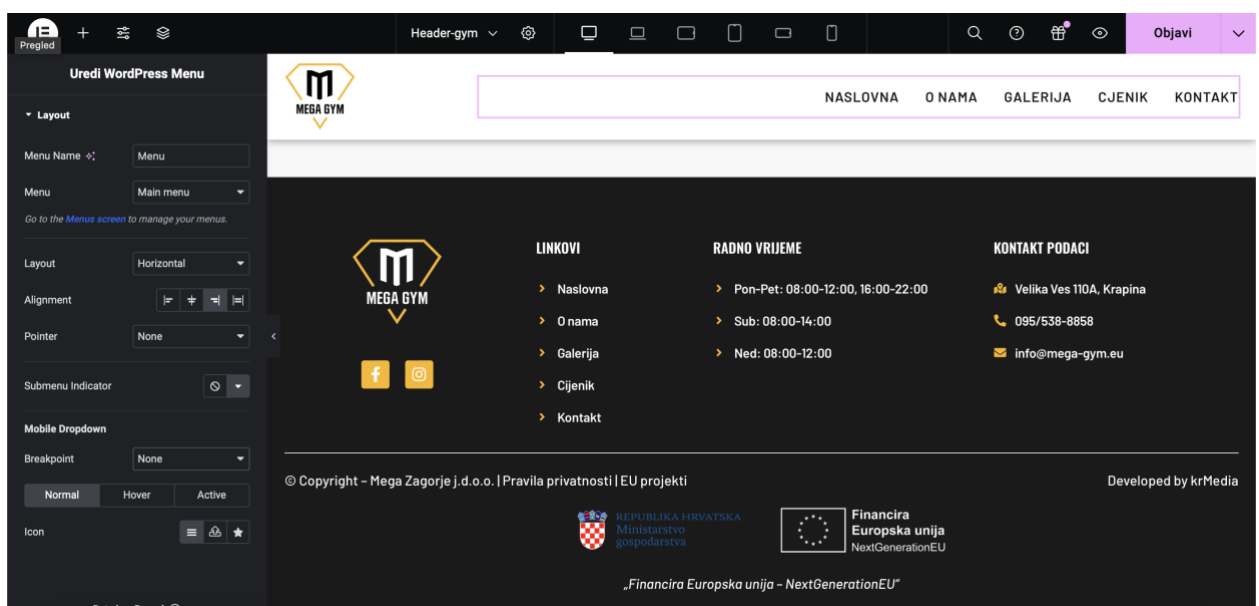 Header-gym
Objavi
Pregled
Uredi WordPress Menu
MEGA GYM
NASLOVNA O NAMA GALERIJA CJENIK KONTAKT
Layout
Menu Name
Menu
Menu
Main menu
Go to the Menus screen to manage your menus.
Layout
Horizontal
Alignment
Pointer
None
Submenu Indicator
Mobile Dropdown
Breakpoint
None
Normal Hover Active
Icon
MEGA GYM
LINKOVI
Naslovna
O nama
Galerija
Cijenik
Kontakt
RADNO VRIJEME
Pon-Pet: 08:00-12:00, 16:00-22:00
Sub: 08:00-14:00
Ned: 08:00-12:00
KONTAKT PODACI
Velika Ves 110A, Krapina
095/538-8858
info@mega-gym.eu
© Copyright – Mega Zagorje j.d.o.o. | Pravila privatnosti | EU projekti
Developed by krMedia
REPUBLIKA HRVATSKA
Ministarstvo
gospodarstva
Financira
Europska unija
NextGenerationEU
„Financira Europska unija – NextGenerationEU"